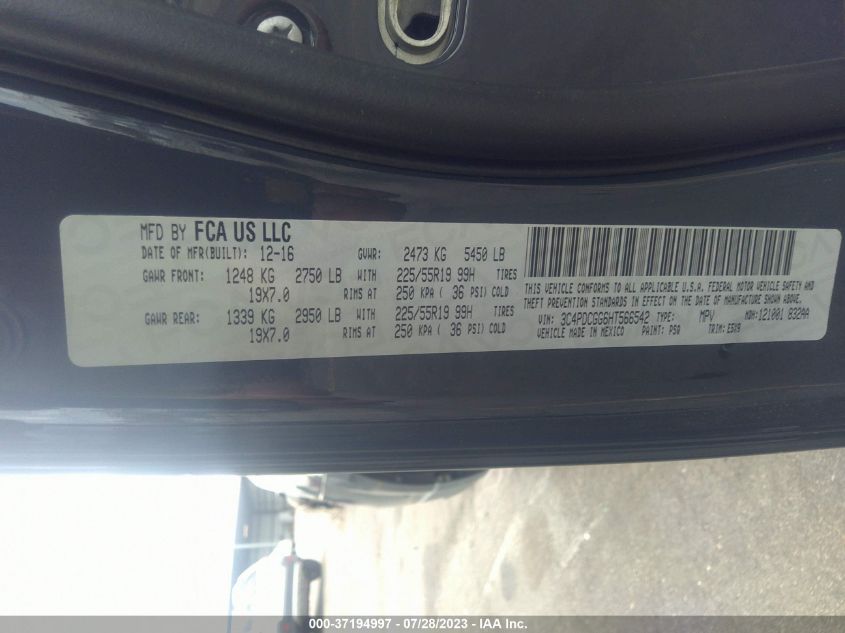 MFD BY FCA US LLC
DATE OF MFR(BUILT): 12-16 GVWR: 2473 KG 5450 LB
GAWR FRONT: 1248 KG 2750 LB WITH 225/55R19 99H TIRES
19X7.0 RIMS AT 250 KPA ( 36 PSI) COLD
GAWR REAR: 1339 KG 2950 LB WITH 225/55R19 99H TIRES
19X7.0 RIMS AT 250 KPA ( 36 PSI) COLD
THIS VEHICLE CONFORMS TO ALL APPLICABLE U.S.A. FEDERAL MOTOR VEHICLE SAFETY AND
THEFT PREVENTION STANDARDS IN EFFECT ON THE DATE OF MANUFACTURE SHOWN ABOVE.
VIN: 3C4PDCGG8HT566542 TYPE: MPV MDH: 121001 832AA
VEHICLE MADE IN MEXICO PAINT: PSQ TRIM: E5X9
000-37194997 - 07/28/2023 - IAA Inc.